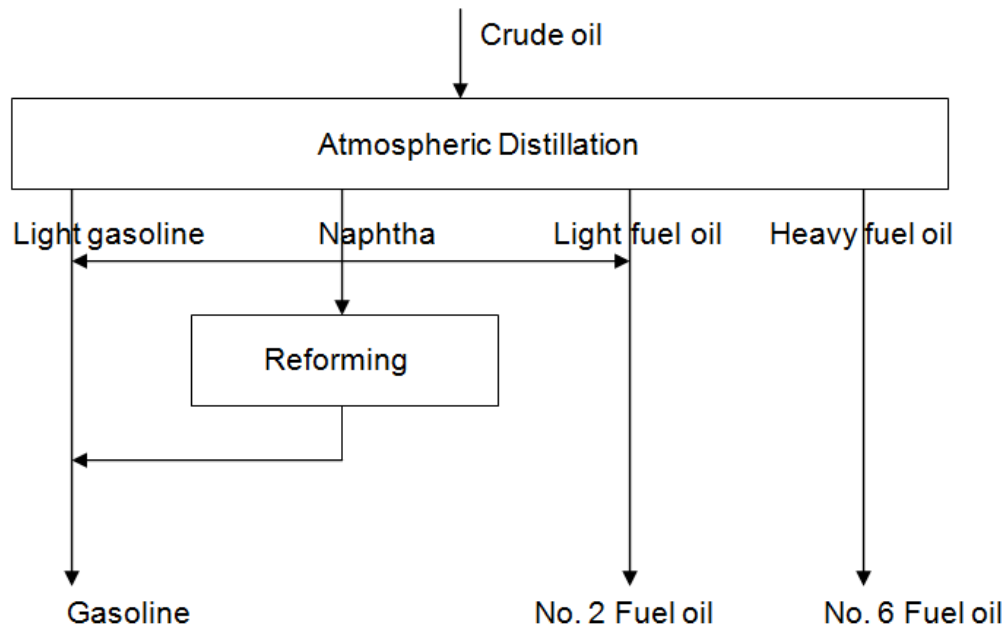 Crude oil
Atmospheric Distillation
Light gasoline
Naphtha
Light fuel oil
Heavy fuel oil
Reforming
Gasoline
No. 2 Fuel oil
No. 6 Fuel oil